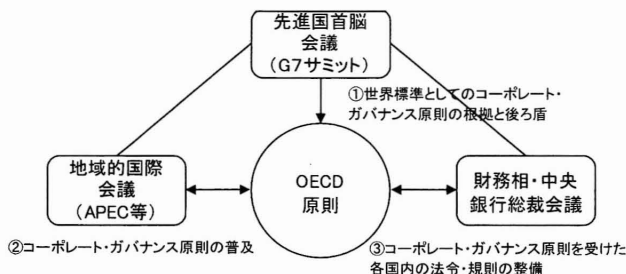 先進国首脳
会議
(G7サミット)
①世界標準としてのコーポレート・
ガバナンス原則の根拠と後ろ盾
地域的国際
会議
(APEC等)
OECD
原則
財務相・中央
銀行総裁会議
②コーポレート・ガバナンス原則の普及
③コーポレート・ガバナンス原則を受けた
各国内の法令・規則の整備